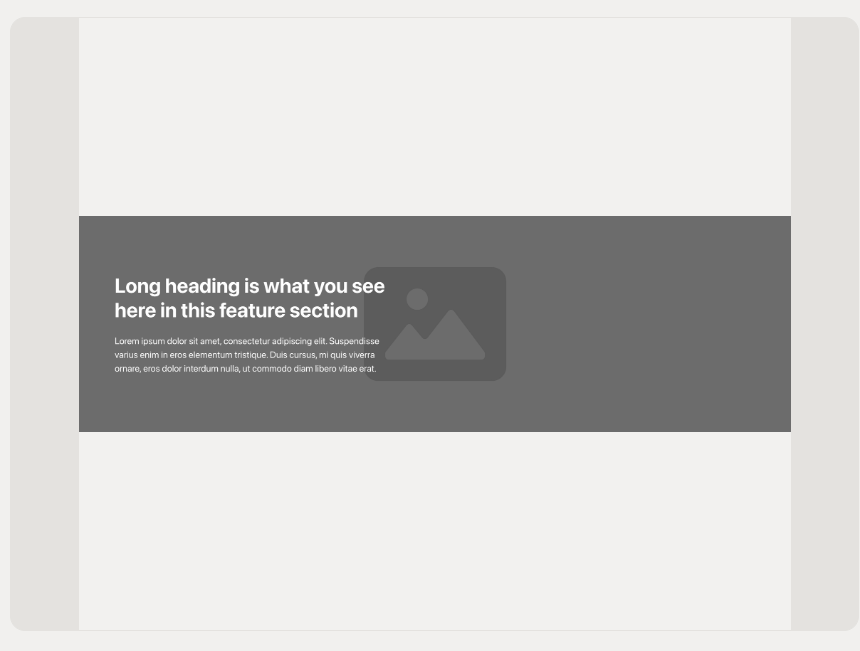 Long heading is what you see
here in this feature section
Lorem ipsum dolor sit amet, consectetur adipiscing elit. Suspendisse
varius enim in eros elementum tristique. Duis cursus, mi quis viverra
ornare, eros dolor interdum nulla, ut commodo diam libero vitae erat.